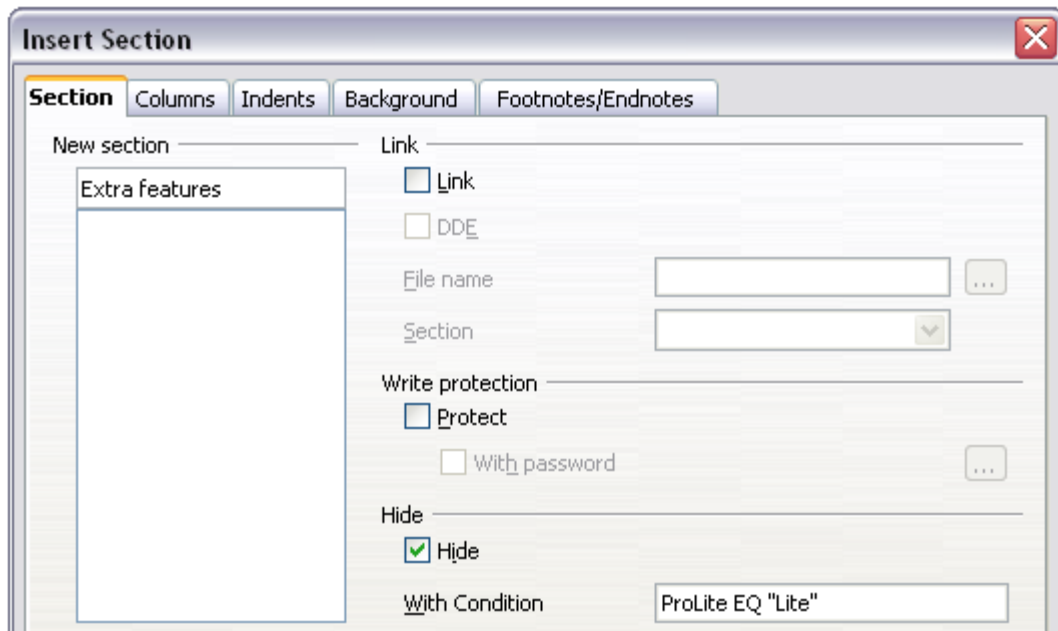 Insert Section
Section Columns Indents Background Footnotes/Endnotes
New section
Extra features
Link
Link
DDE
File name
...
Section
Write protection
Protect
With password
...
Hide
Hide
With Condition
ProLite EQ "Lite"